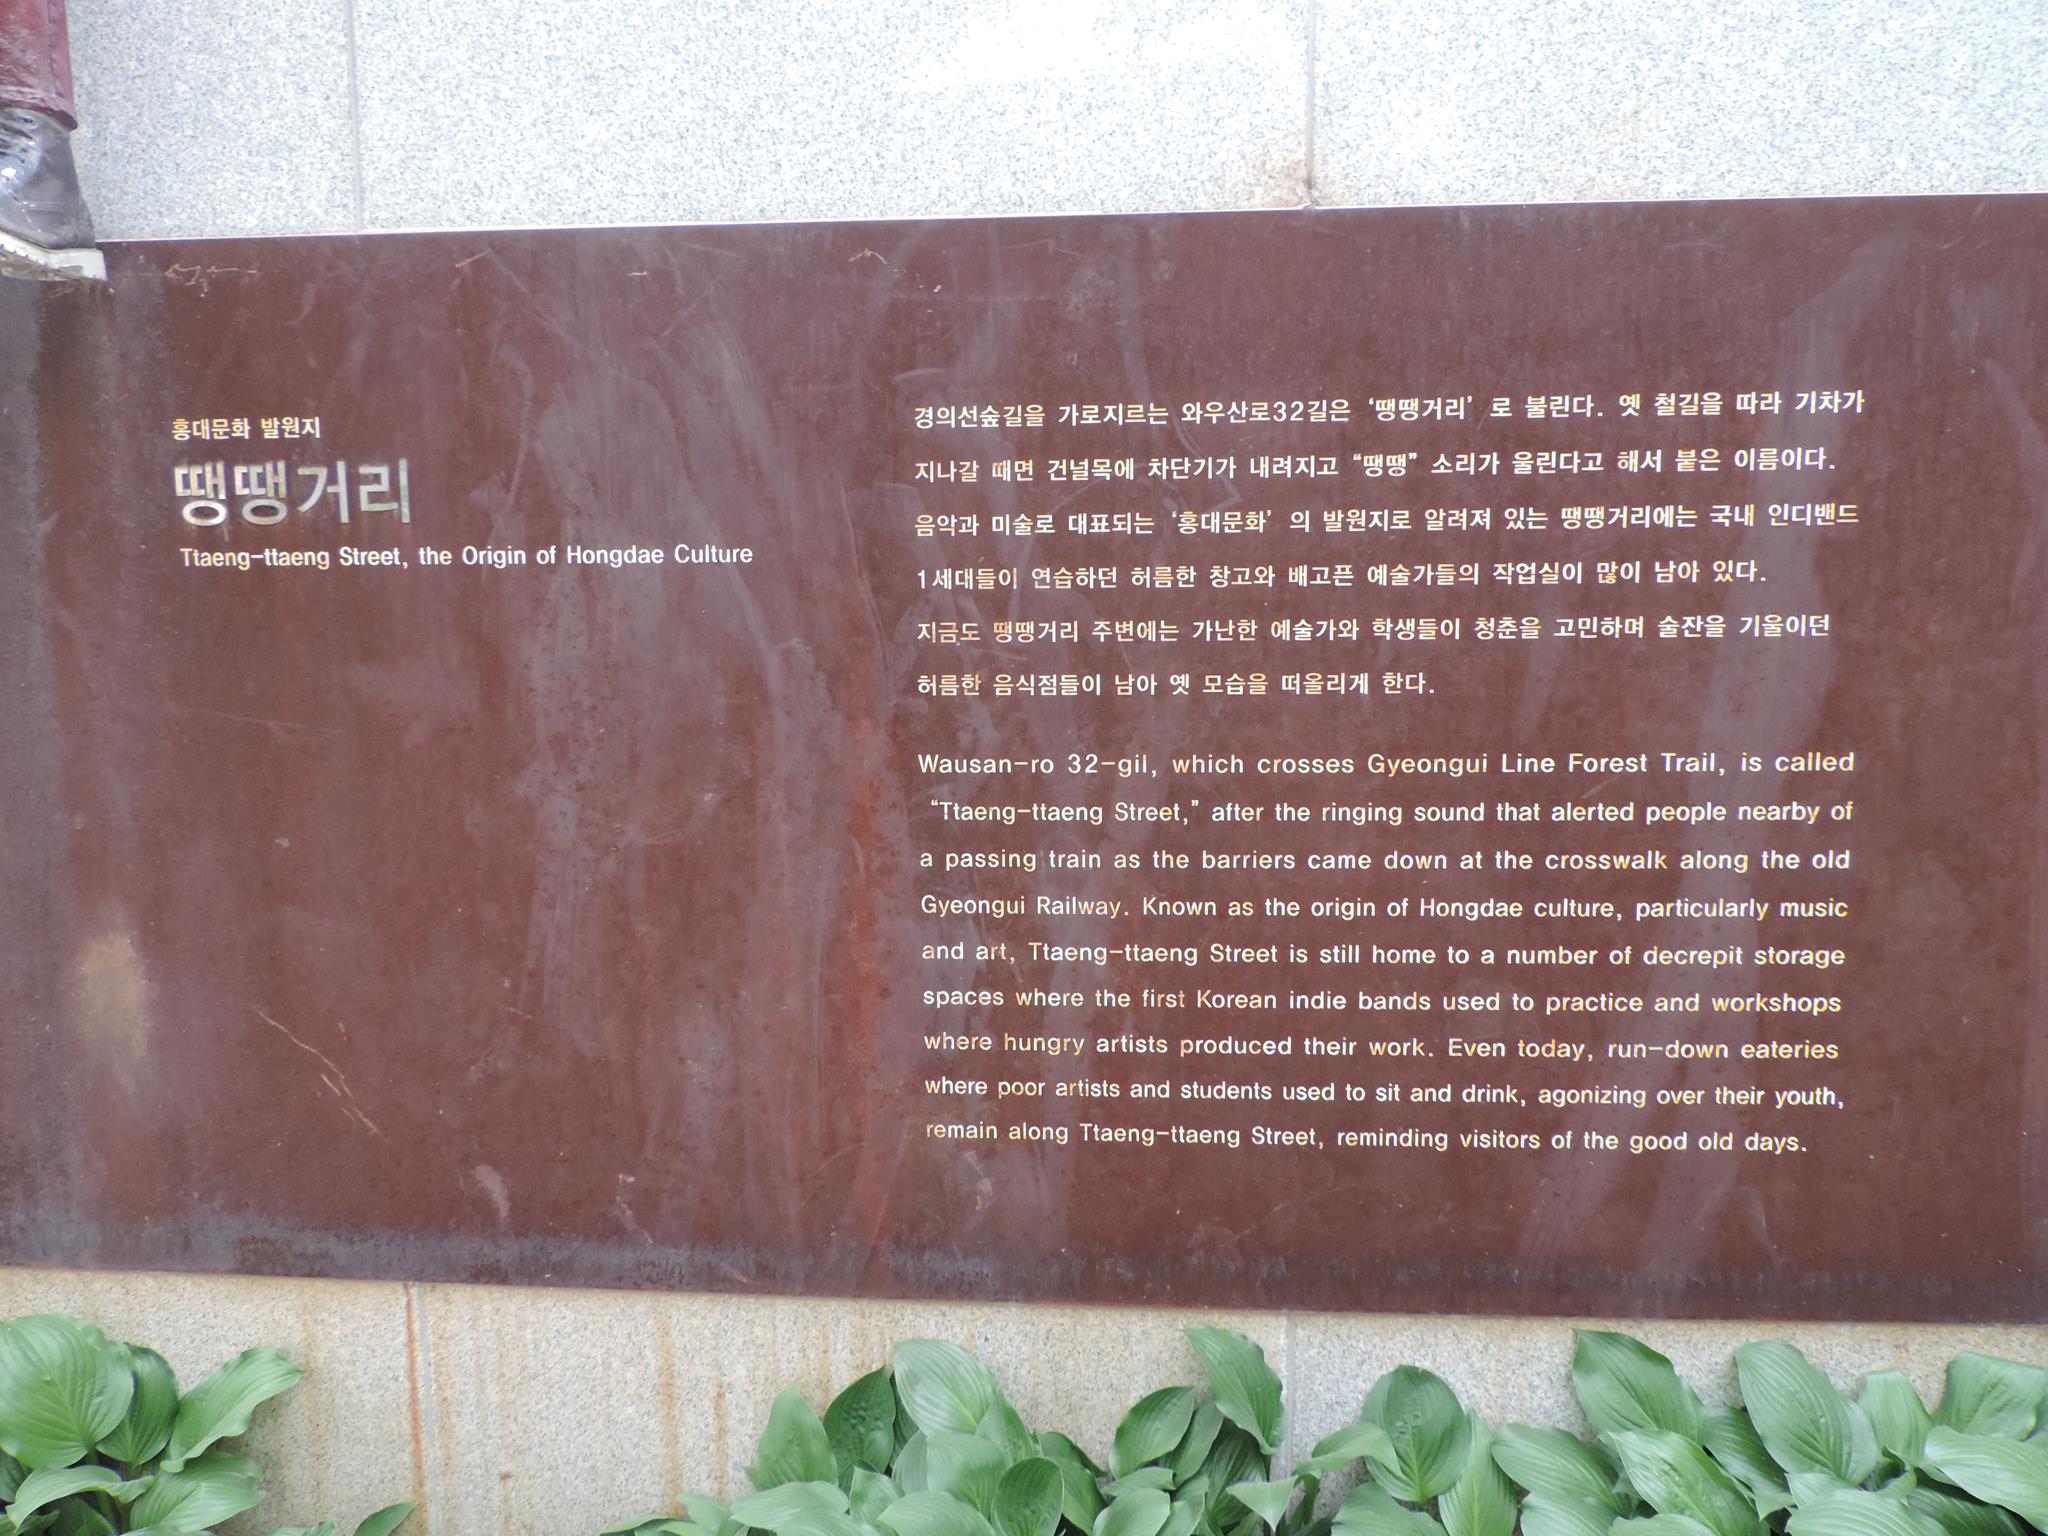 홍대문화 발원지
땡땡거리
Ttaeng-ttaeng Street, the Origin of Hongdae Culture
경의선숲길을 가로지르는 와우산로32길은 ‘땡땡거리’로 불린다. 옛 철길을 따라 기차가
지나갈 때면 건널목에 차단기가 내려지고 “땡땡” 소리가 울린다고 해서 붙은 이름이다.
음악과 미술로 대표되는 ‘홍대문화’의 발원지로 알려져 있는 땡땡거리에는 국내 인디밴드
1세대들이 연습하던 허름한 창고와 배고픈 예술가들의 작업실이 많이 남아 있다.
지금도 땡땡거리 주변에는 가난한 예술가와 학생들이 청춘을 고민하며 술잔을 기울이던
허름한 음식점들이 남아 옛 모습을 떠올리게 한다.
Wausan-ro 32-gil, which crosses Gyeongui Line Forest Trail, is called
“Ttaeng-ttaeng Street,” after the ringing sound that alerted people nearby of
a passing train as the barriers came down at the crosswalk along the old
Gyeongui Railway. Known as the origin of Hongdae culture, particularly music
and art, Ttaeng-ttaeng Street is still home to a number of decrepit storage
spaces where the first Korean indie bands used to practice and workshops
where hungry artists produced their work. Even today, run-down eateries
where poor artists and students used to sit and drink, agonizing over their youth,
remain along Ttaeng-ttaeng Street, reminding visitors of the good old days.